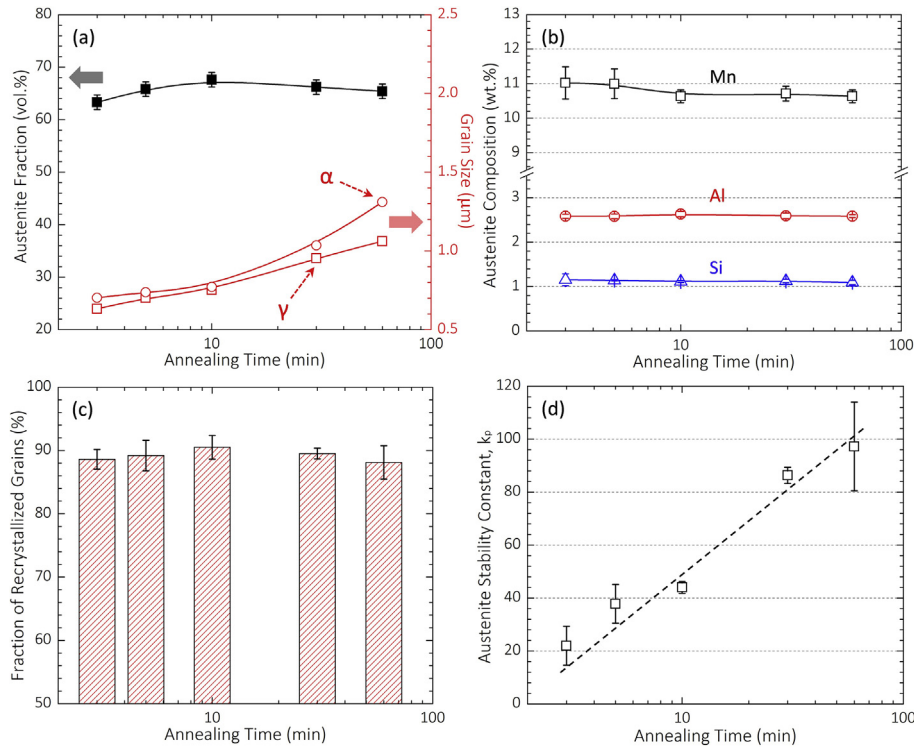 (a)
80
70
60
50
40
30
20
Austenite Fraction (vol.%)
2.5
2.0
1.5
1.0
0.5
Grain Size (μm)
α
γ
10
100
Annealing Time (min)
(b)
13
12
11
10
9
3
2
1
0
Austenite Composition (wt.%)
Mn
Al
Si
10
100
Annealing Time (min)
(c)
100
90
80
70
60
50
Fraction of Recrystallized Grains (%)
10
100
Annealing Time (min)
(d)
120
100
80
60
40
20
0
Austenite Stability Constant, kₚ
10
100
Annealing Time (min)